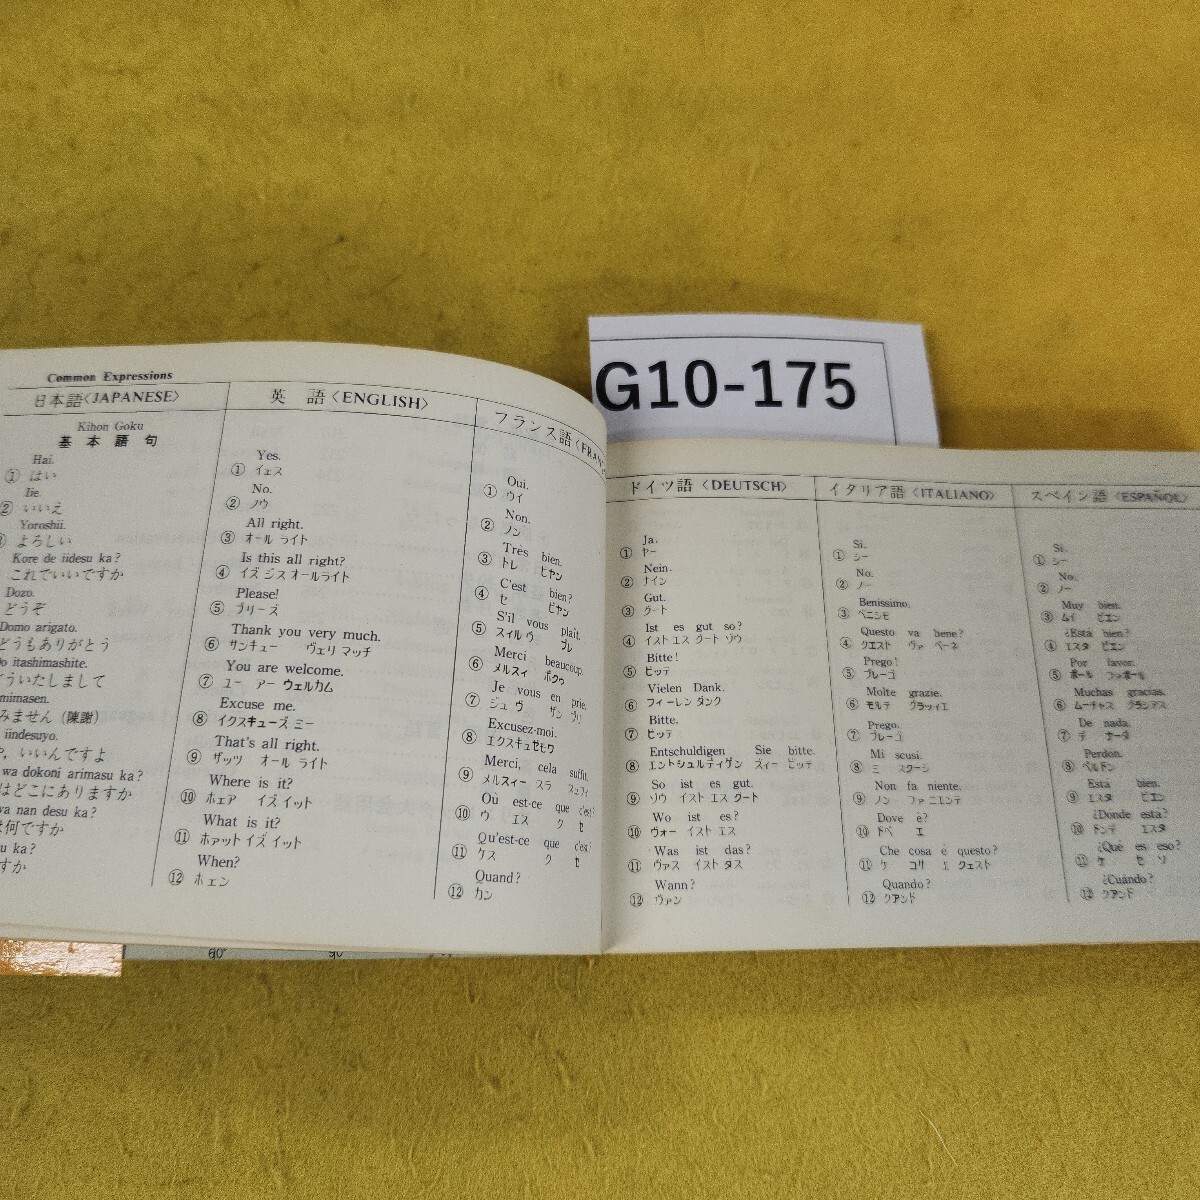 G10-175
Common Expressions
日本語〈JAPANESE〉
Kihon Goku
基本語句
Hai.
① はい
Iie.
② いいえ
Yoroshii.
よろしい
Kore de iidesu ka?
これでいいですか
Dozo.
どうぞ
Domo arigato.
どうもありがとう
itashimashite.
いたしまして
みません (陳謝)
iindesuyo.
いいんですよ
wa dokoni arimasu ka?
はどこにありますか
wa nan desu ka?
何ですか
ka?
すか
英 語〈ENGLISH〉
Yes.
① イェス
No.
② ノウ
All right.
③ オール ライト
Is this all right?
④ イズ ジス オールライト
Please!
⑤ プリーズ
Thank you very much.
⑥ サンキュー ヴェリ マッチ
You are welcome.
⑦ ユー アー ウェルカム
Excuse me.
⑧ イクスキューズ ミー
That's all right.
⑨ ザッツ オール ライト
Where is it?
⑩ ホェア イズ イット
What is it?
⑪ ホァット イズ イット
When?
⑫ ホェン
フランス語
Oui.
① ウイ
Non.
② ノン
Très bien.
③ トレ ビヤン
C'est bien?
④ セ ビヤン
S'il vous plait.
⑤ スィル ヴ プレ
Merci beaucoup.
⑥ メルスィ ボクゥ
Je vous en prie.
⑦ ジュ ヴ ザン プリ
Excusez-moi.
⑧ エクスキュゼモワ
Merci, cela suffit.
⑨ メルスィー スラ スュフィ
Où est-ce que c'est?
⑩ ウ エス ク セ
Qu'est-ce que c'est?
⑪ ケス ク セ
Quand?
⑫ カン
ドイツ語〈DEUTSCH〉
Ja.
① ヤー
Nein.
② ナイン
Gut.
③ グート
Ist es gut so?
④ イスト エス グート ゾウ
Bitte!
⑤ ビッテ
Vielen Dank.
⑥ フィーレン ダンク
Bitte.
⑦ ビッテ
Entschuldigen Sie bitte.
⑧ エントシュルディゲン ズィー ビッテ
So ist es gut.
⑨ ゾウ イスト エス グート
Wo ist es?
⑩ ヴォー イスト エス
Was ist das?
⑪ ヴァス イスト ダス
Wann?
⑫ ヴァン
イタリア語〈ITALIANO〉
Si.
① シー
No.
② ノー
Benissimo.
③ ベニシモ
Questo va bene?
④ クエスト ヴァ ベーネ
Prego!
⑤ プレーゴ
Molte grazie.
⑥ モルテ グラッィエ
Prego.
⑦ プレーゴ
Mi scusi.
⑧ ミ スクージ
Non fa niente.
⑨ ノン ファ ニエンテ
Dove è?
⑩ ドベ エ
Che cosa è questo?
⑪ ケ コサ エ クェスト
Quando?
⑫ クアンド
スペイン語〈ESPAÑOL〉
Si.
① シー
No.
② ノー
Muy bien.
③ ムイ ビエン
¿Está bien?
④ エスタ ビエン
Por favor.
⑤ ポール ファボール
Muchas gracias.
⑥ ムーチャス グラシアス
De nada.
⑦ デ ナーダ
Perdon.
⑧ ペルドン
Está bien.
⑨ エスタ ビエン
¿Donde está?
⑩ ドンデ エスタ
¿Qué es eso?
⑪ ケ エセ ソ
¿Cuándo?
⑫ クアンド